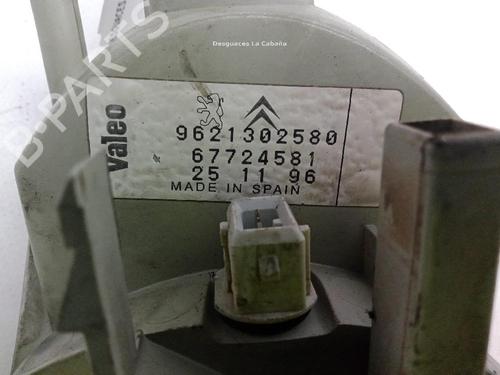 Desguaces La Cabaña
B-PARTS
valeo
9621302580
67724581
25 11 96
MADE IN SPAIN